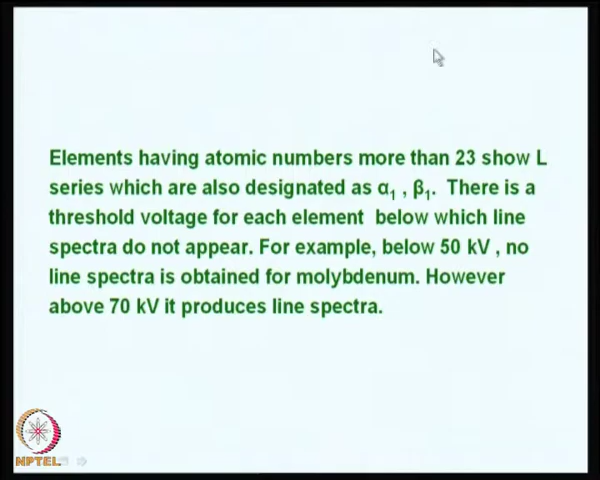 Elements having atomic numbers more than 23 show L
series which are also designated as α₁ , β₁. There is a
threshold voltage for each element below which line
spectra do not appear. For example, below 50 kV , no
line spectra is obtained for molybdenum. However
above 70 kV it produces line spectra.
NPTEL